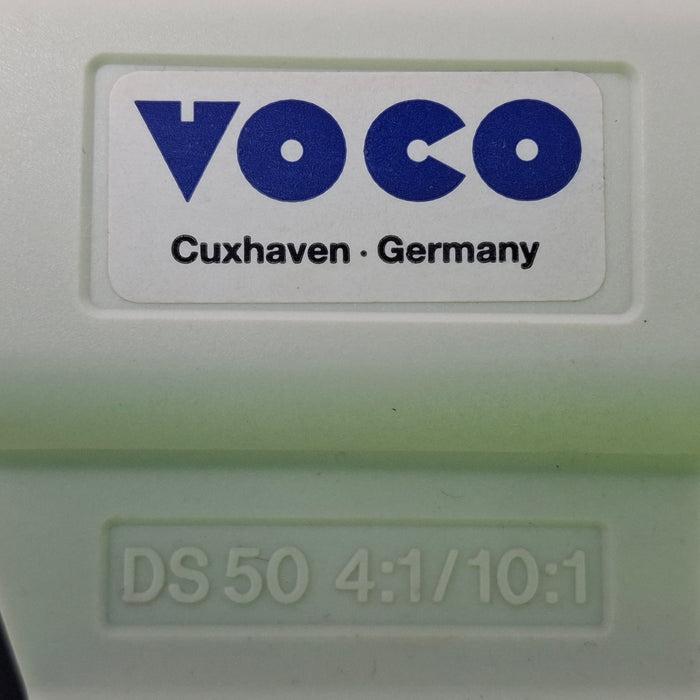 VOCO
Cuxhaven · Germany
DS 50 4:1/10:1